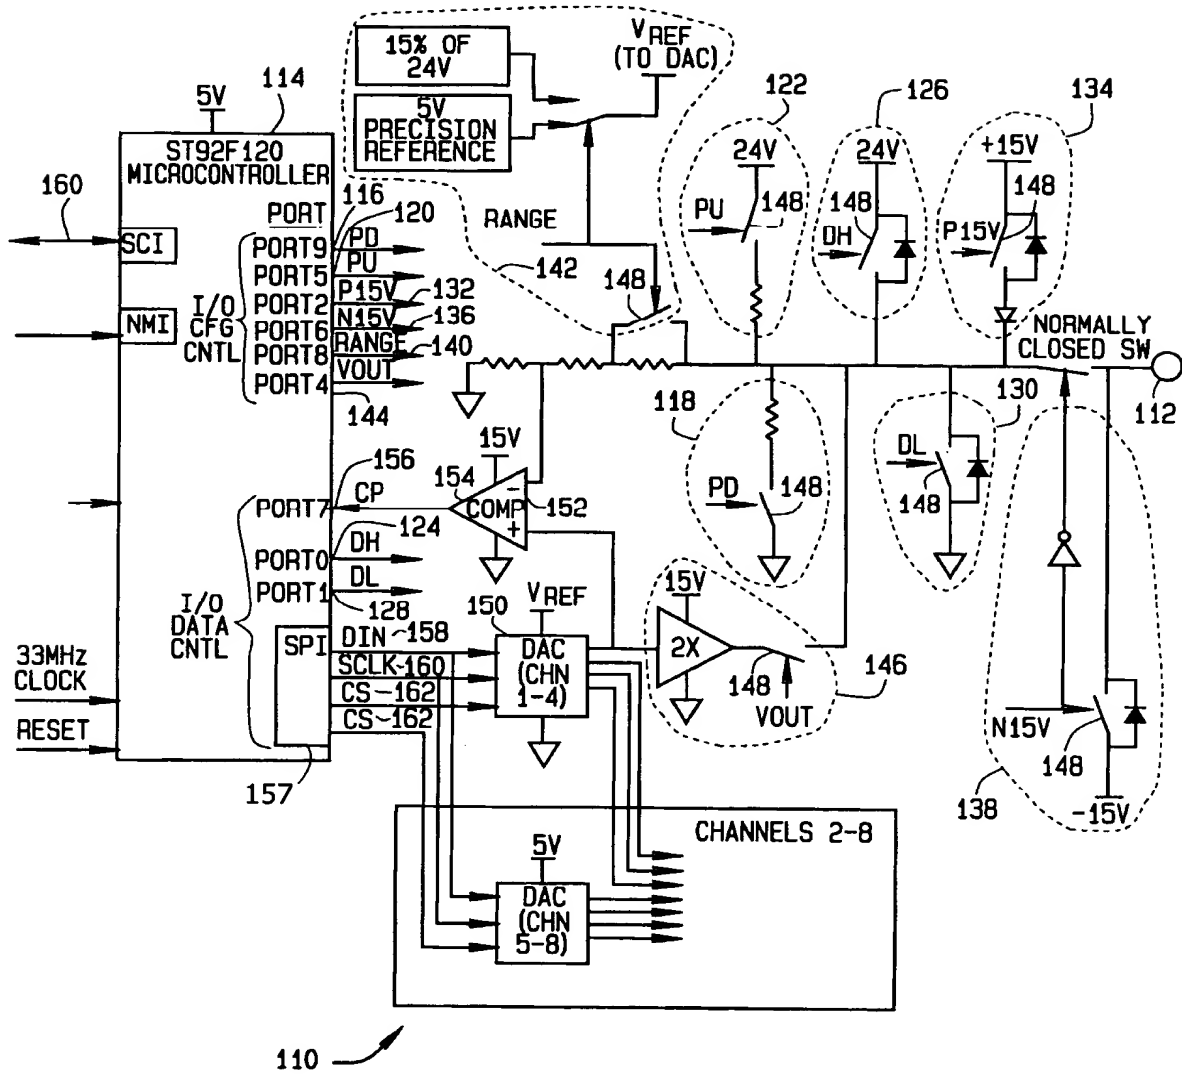 15% OF
24V
5V
PRECISION
REFERENCE
VREF
(TO DAC)
RANGE
142
148
5V
114
ST92F120
MICROCONTROLLER
160
SCI
NMI
PORT
116
120
PORT9
PD
PORT5
PU
PORT2
P15V
132
PORT6
N15V
136
PORT8
RANGE
140
PORT4
VOUT
144
I/O
CFG
CNTL
122
24V
PU
148
126
24V
148
DH
134
+15V
148
P15V
NORMALLY
CLOSED SW
112
118
PD
148
130
DL
148
15V
154
COMP
-
+
152
156
CP
PORT7
124
PORT0
DH
PORT1
DL
128
I/O
DATA
CNTL
SPI
DIN 158
SCLK 160
CS 162
CS 162
157
33MHz
CLOCK
RESET
150
VREF
DAC
(CHN
1-4)
15V
2X
148
VOUT
146
N15V
148
138
-15V
CHANNELS 2-8
5V
DAC
(CHN
5-8)
110